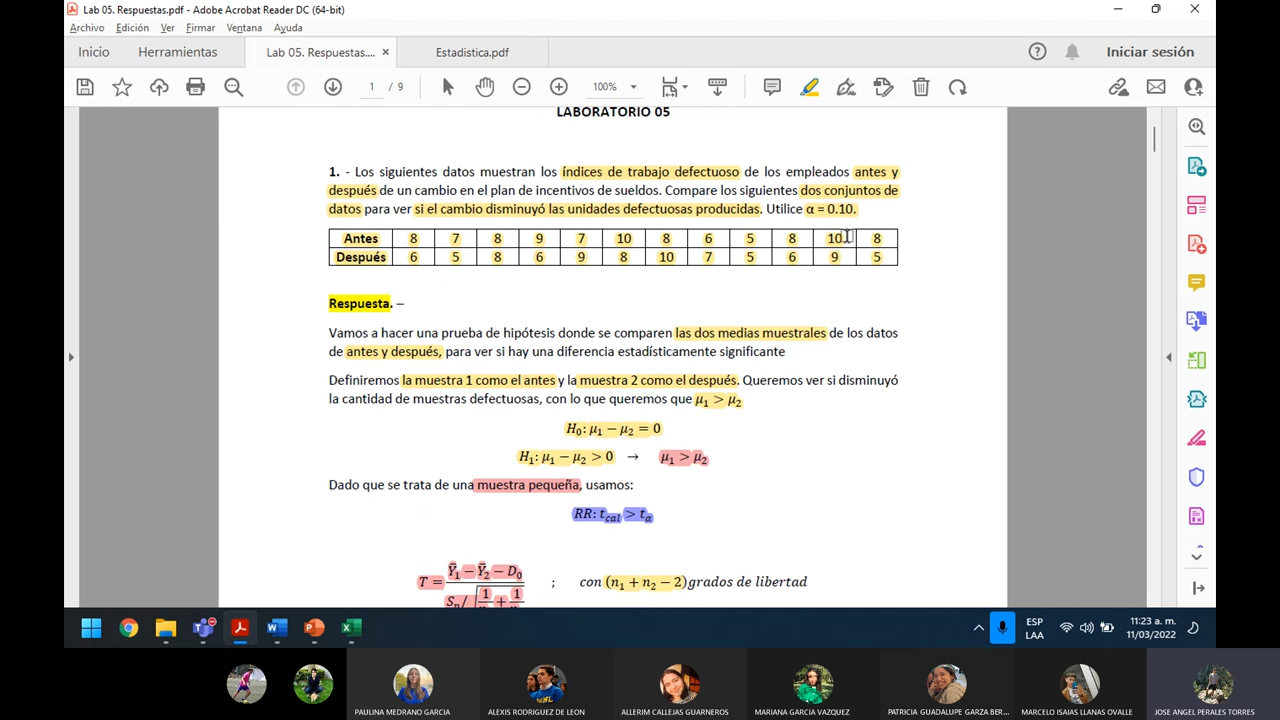 Lab 05. Respuestas.pdf - Adobe Acrobat Reader DC (64-bit)
Archivo Edición Ver Firmar Ventana Ayuda
Inicio Herramientas Lab 05. Respuestas.... × Estadistica.pdf Iniciar sesión
1 / 9 100%
LABORATORIO 05
1. - Los siguientes datos muestran los índices de trabajo defectuoso de los empleados antes y
después de un cambio en el plan de incentivos de sueldos. Compare los siguientes dos conjuntos de
datos para ver si el cambio disminuyó las unidades defectuosas producidas. Utilice α = 0.10.
Antes 8 7 8 9 7 10 8 6 5 8 10 8
Después 6 5 8 6 9 8 10 7 5 6 9 5
Respuesta. –
Vamos a hacer una prueba de hipótesis donde se comparen las dos medias muestrales de los datos
de antes y después, para ver si hay una diferencia estadísticamente significante
Definiremos la muestra 1 como el antes y la muestra 2 como el después. Queremos ver si disminuyó
la cantidad de muestras defectuosas, con lo que queremos que μ₁ > μ₂
H₀: μ₁ − μ₂ = 0
H₁: μ₁ − μ₂ > 0 → μ₁ > μ₂
Dado que se trata de una muestra pequeña, usamos:
RR: t_cal > t_α
T = (Ȳ₁ − Ȳ₂ − D₀) / ; con (n₁ + n₂ − 2)grados de libertad
ESP
LAA
11:23 a. m.
11/03/2022
PAULINA MEDRANO GARCIA ALEXIS RODRIGUEZ DE LEON ALLERIM CALLEJAS GUARNEROS MARIANA GARCIA VAZQUEZ PATRICIA GUADALUPE GARZA BER... MARCELO ISAIAS LLANAS OVALLE JOSE ANGEL PERALES TORRES